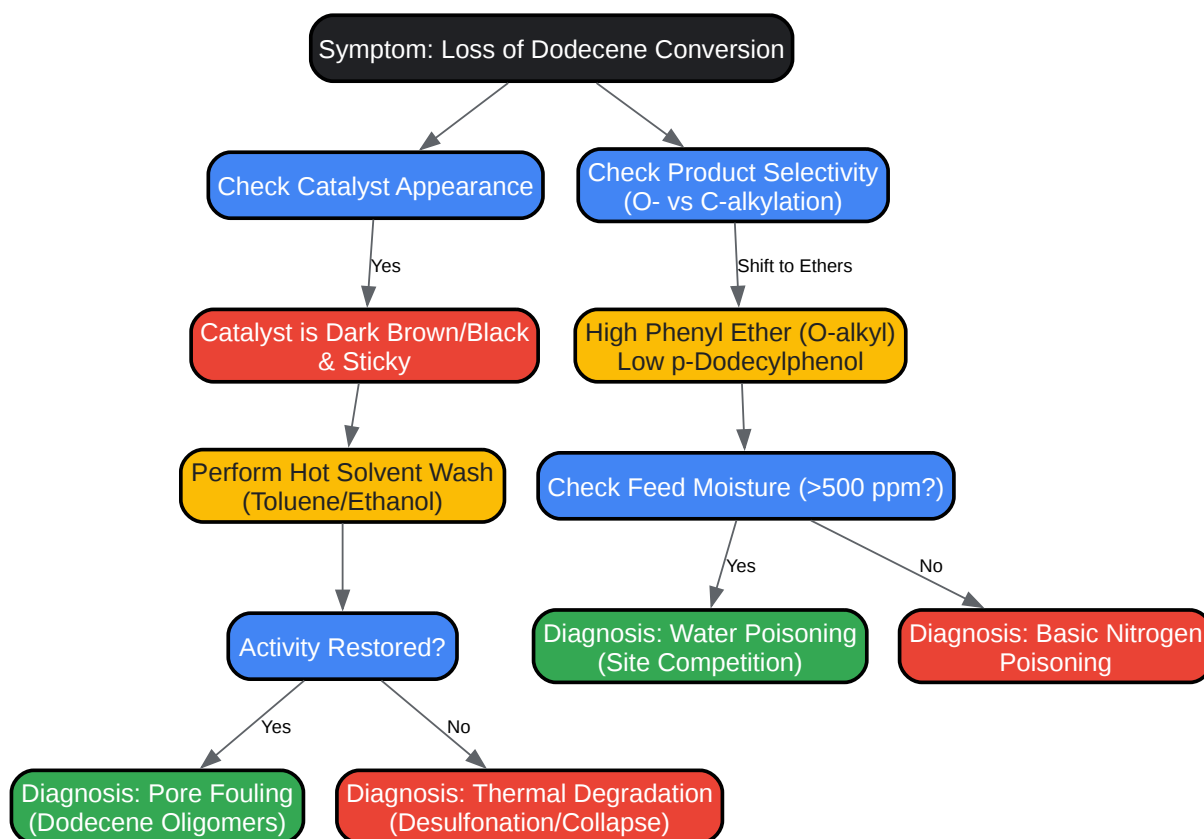 Symptom: Loss of Dodecene Conversion
Check Catalyst Appearance
Check Product Selectivity
(O- vs C-alkylation)
Yes
Shift to Ethers
Catalyst is Dark Brown/Black
& Sticky
High Phenyl Ether (O-alkyl)
Low p-Dodecylphenol
Perform Hot Solvent Wash
(Toluene/Ethanol)
Check Feed Moisture (>500 ppm?)
Yes
No
Activity Restored?
Diagnosis: Water Poisoning
(Site Competition)
Diagnosis: Basic Nitrogen
Poisoning
Yes
No
Diagnosis: Pore Fouling
(Dodecene Oligomers)
Diagnosis: Thermal Degradation
(Desulfonation/Collapse)